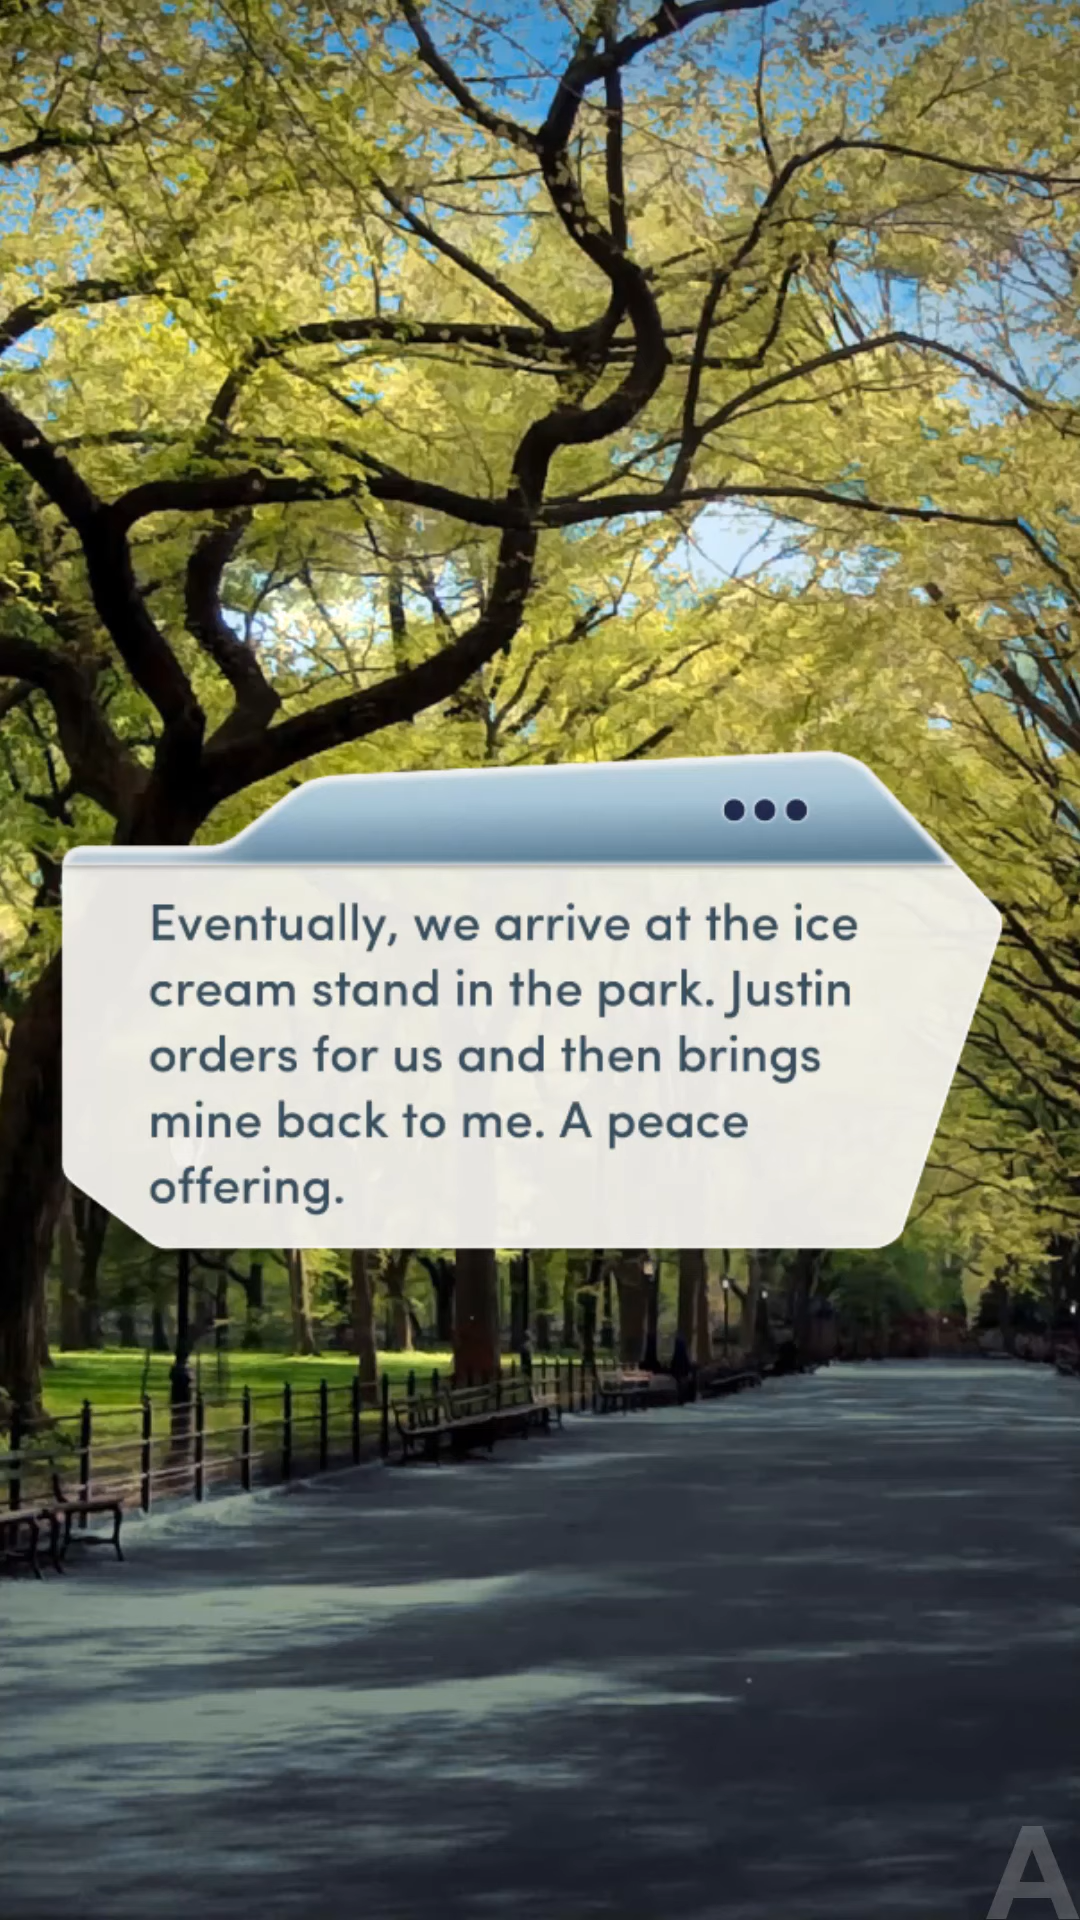 Eventually, we arrive at the ice
cream stand in the park. Justin
orders for us and then brings
mine back to me. A peace
offering.
A